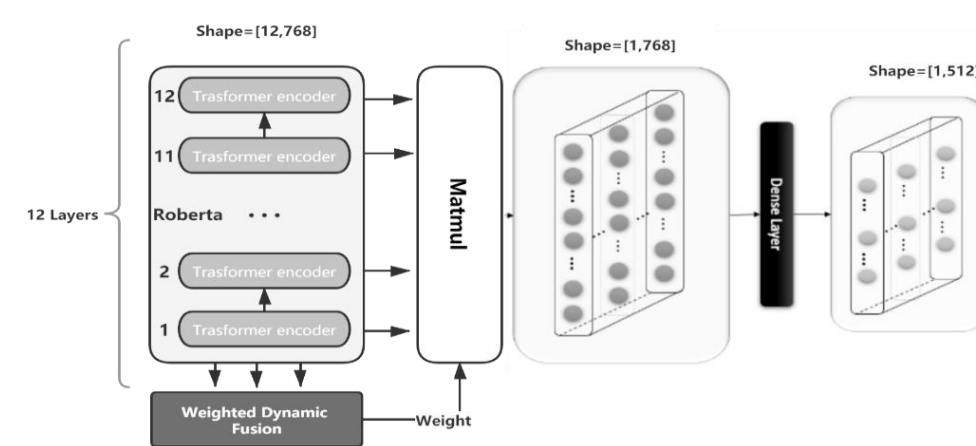 Shape=[12,768]
Shape=[1,768]
Shape=[1,512]
12 Layers
12
Trasformer encoder
11
Trasformer encoder
Roberta ···
2
Trasformer encoder
1
Trasformer encoder
Matmul
Dense Layer
Weighted Dynamic
Fusion
Weight